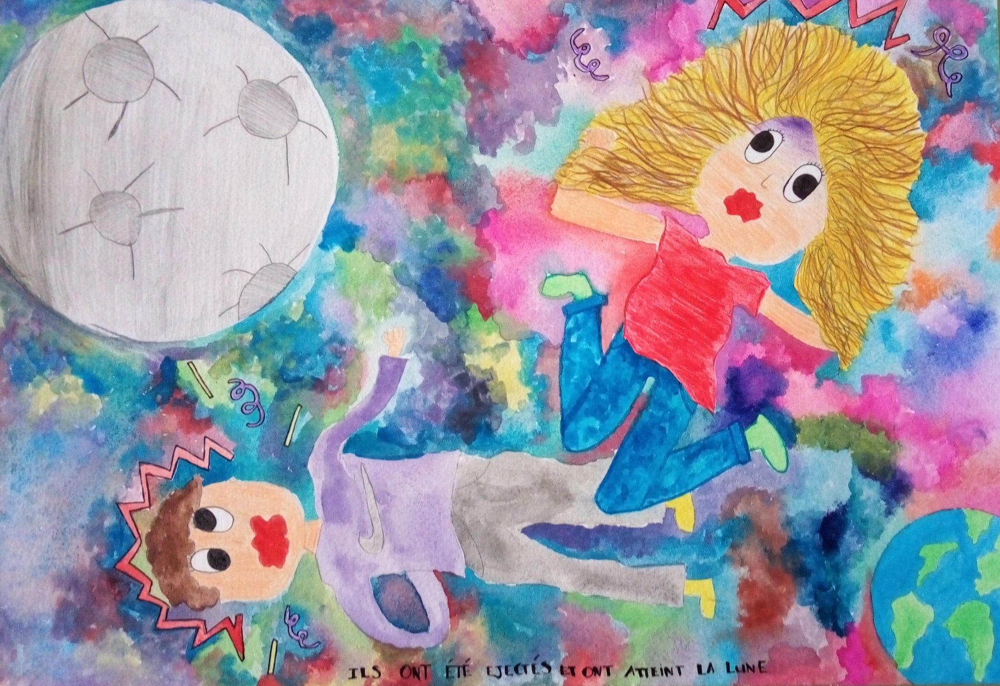 ILS ONT ÉTÉ EJECTÉS ET ONT ATTEINT LA LUNE